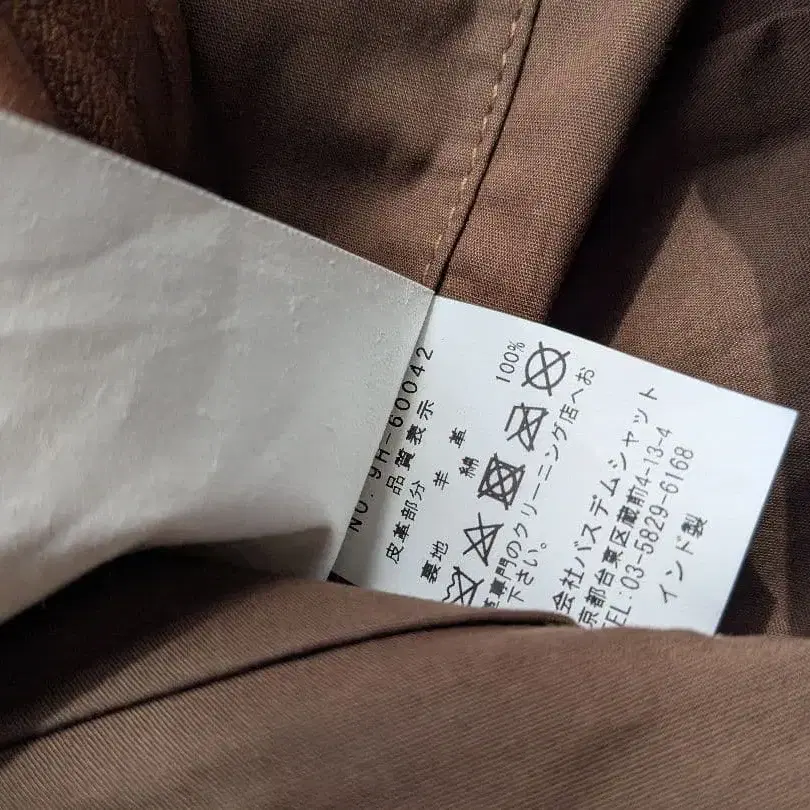 NO. 9H-60042
品質表示
皮革部分 羊革
裏地 綿 100%
革専門のクリーニング店へお
下さい。
会社バスデムシャット
京都台東区蔵前4-13-4
TEL:03-5829-6168
インド製